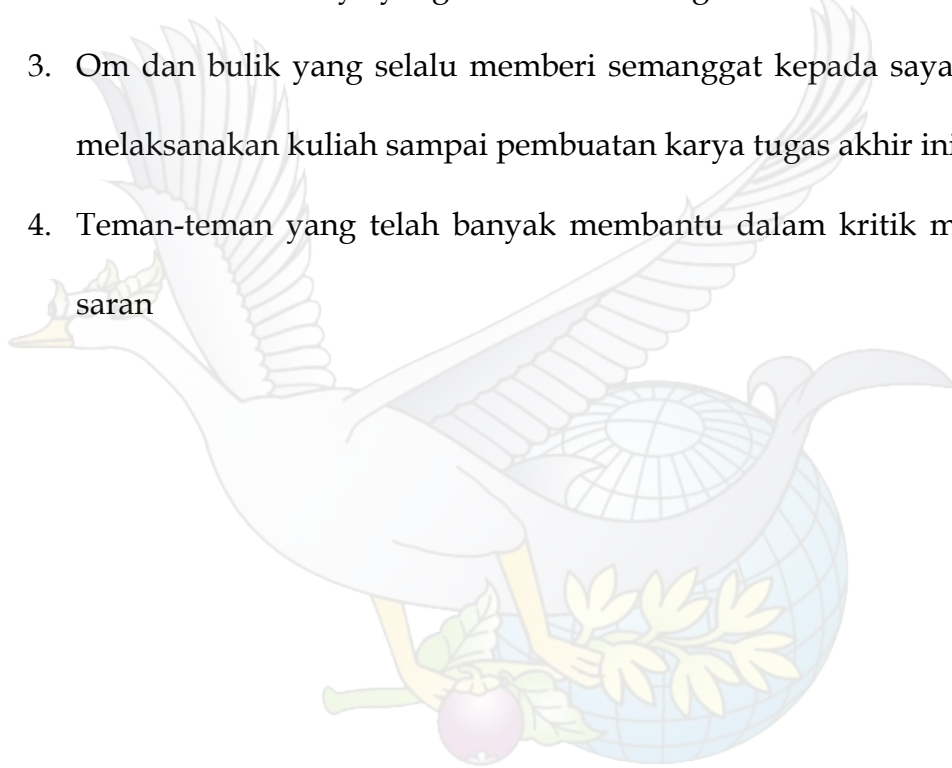 3. Om dan bulik yang selalu memberi semanggat kepada saya
melaksanakan kuliah sampai pembuatan karya tugas akhir ini
4. Teman-teman yang telah banyak membantu dalam kritik
saran